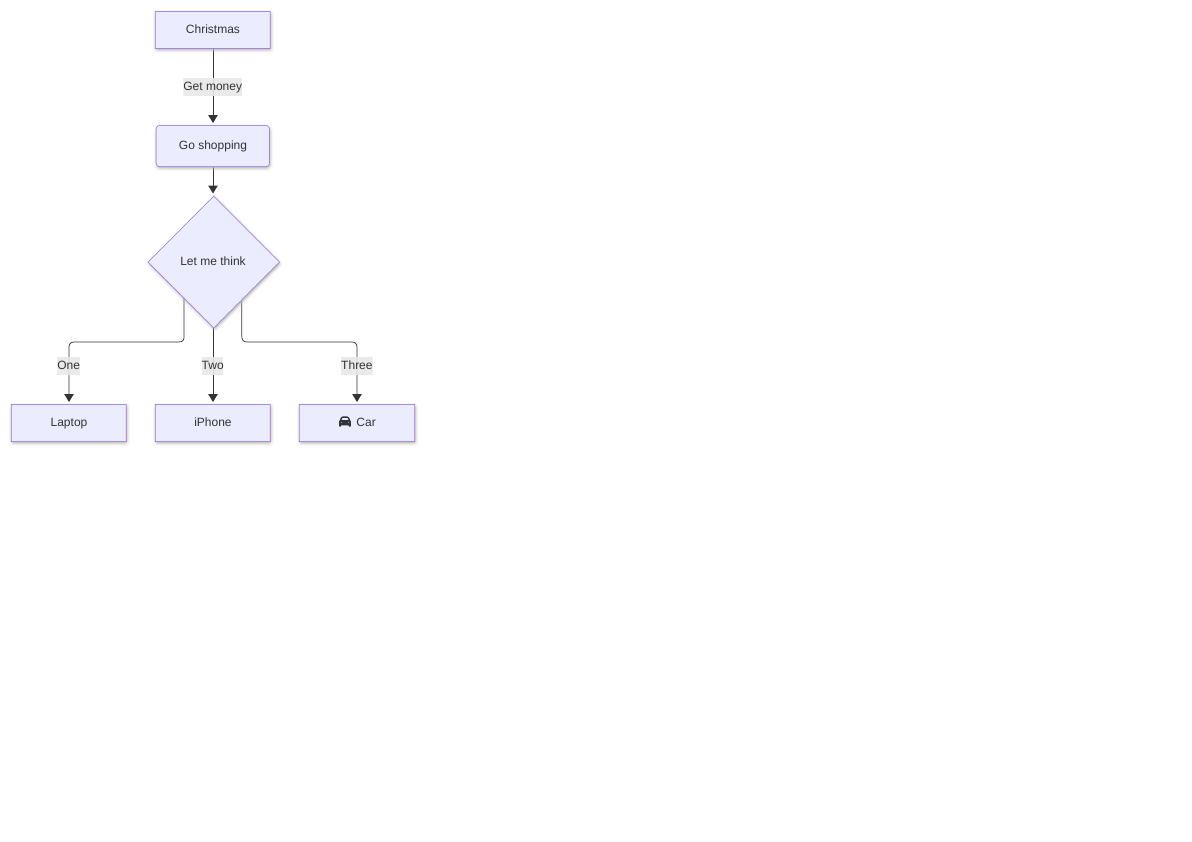 Christmas
Get money
Go shopping
Let me think
One
Two
Three
Laptop
iPhone
Car